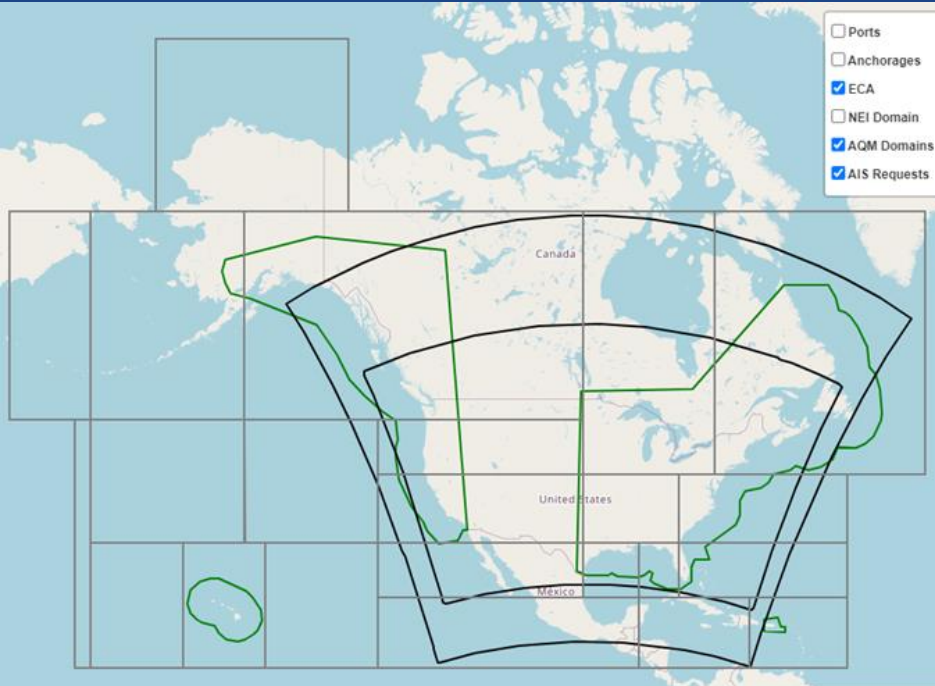 Ports
Anchorages
ECA
NEI Domain
AQM Domains
AIS Requests
Canada
United States
México